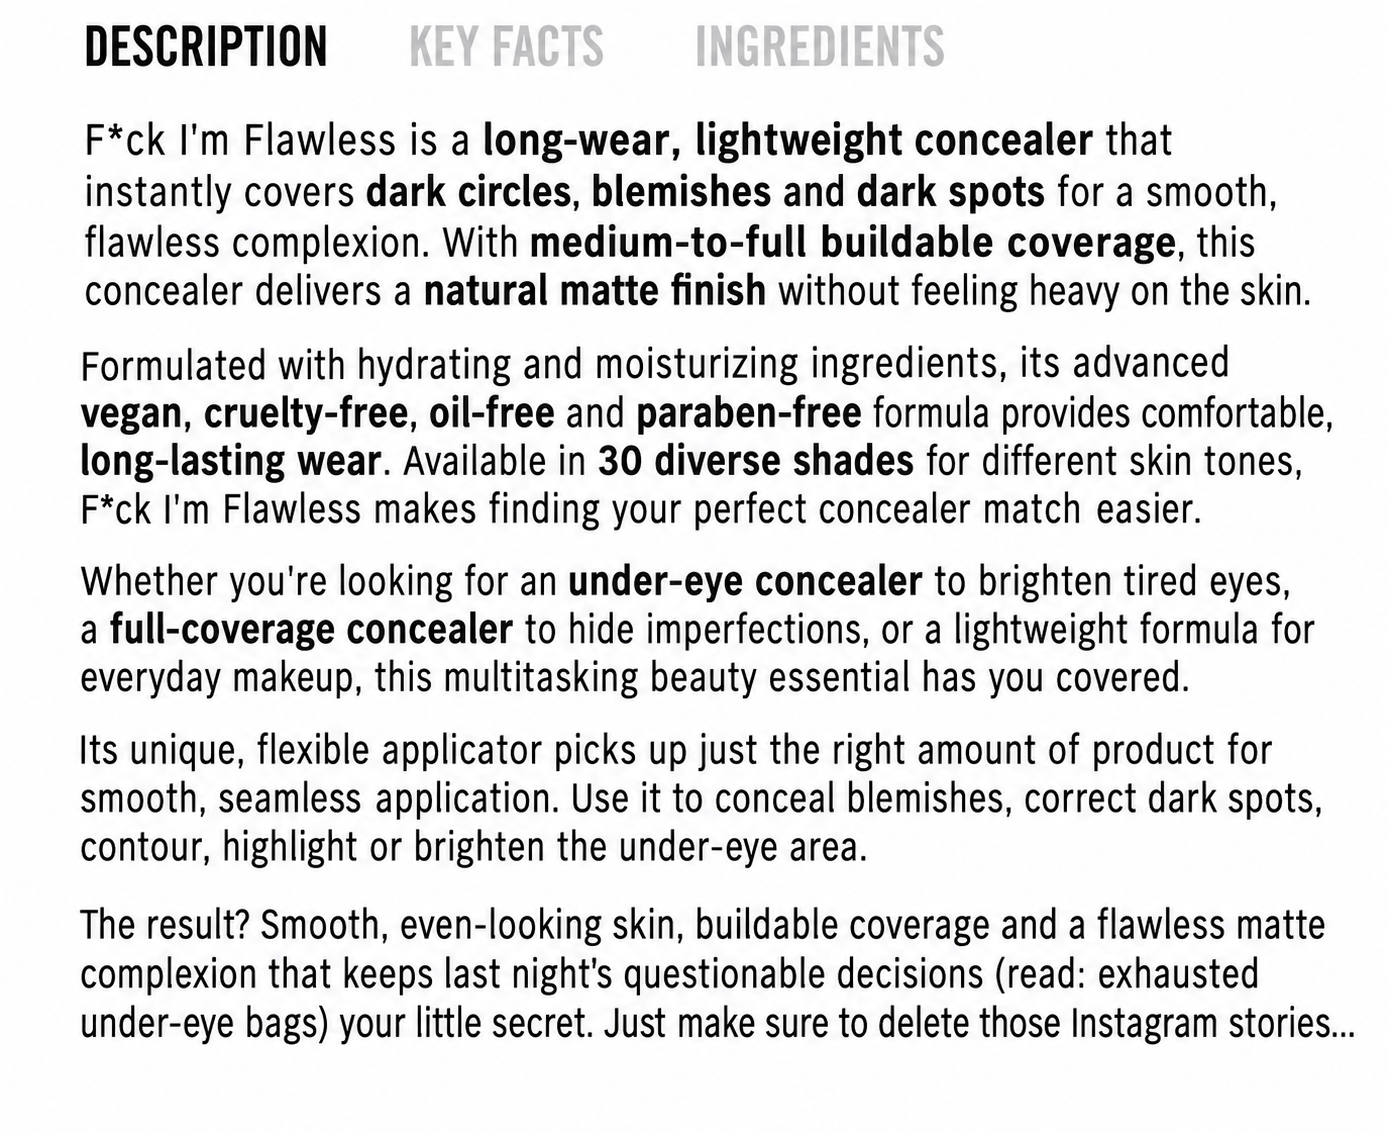 DESCRIPTION KEY FACTS INGREDIENTS
F*ck I'm Flawless is a long-wear, lightweight concealer that
instantly covers dark circles, blemishes and dark spots for a smooth,
flawless complexion. With medium-to-full buildable coverage, this
concealer delivers a natural matte finish without feeling heavy on the skin.
Formulated with hydrating and moisturizing ingredients, its advanced
vegan, cruelty-free, oil-free and paraben-free formula provides comfortable,
long-lasting wear. Available in 30 diverse shades for different skin tones,
F*ck I'm Flawless makes finding your perfect concealer match easier.
Whether you're looking for an under-eye concealer to brighten tired eyes,
a full-coverage concealer to hide imperfections, or a lightweight formula for
everyday makeup, this multitasking beauty essential has you covered.
Its unique, flexible applicator picks up just the right amount of product for
smooth, seamless application. Use it to conceal blemishes, correct dark spots,
contour, highlight or brighten the under-eye area.
The result? Smooth, even-looking skin, buildable coverage and a flawless matte
complexion that keeps last night's questionable decisions (read: exhausted
under-eye bags) your little secret. Just make sure to delete those Instagram stories...